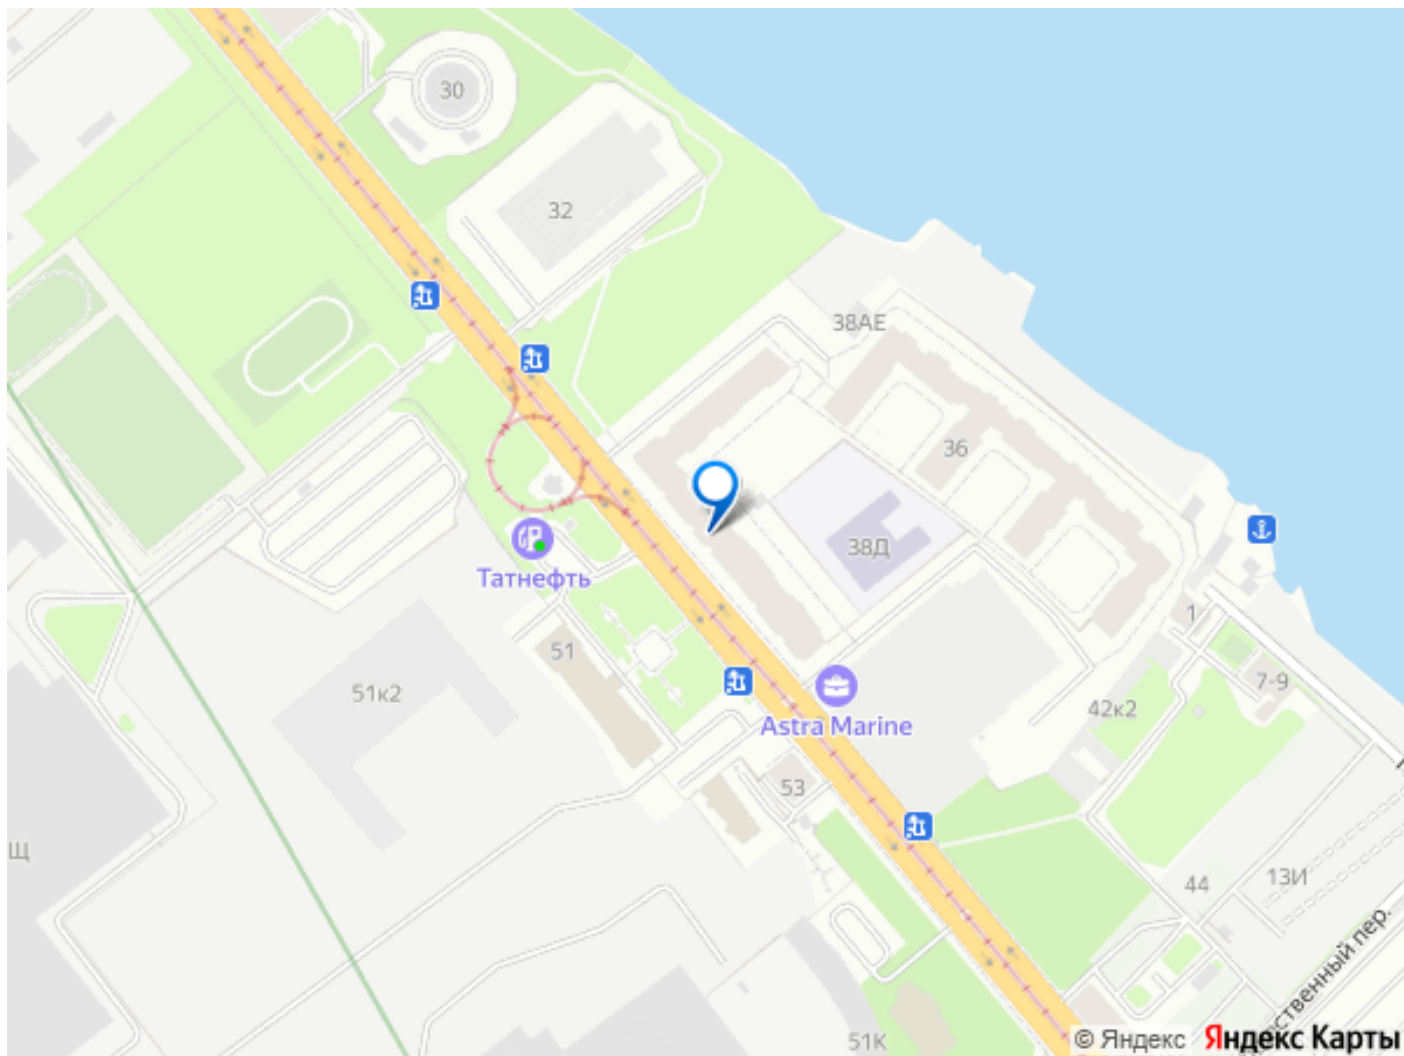 30
32
38АЕ
36
38Д
Татнефть
51
51к2
1
7-9
42к2
Astra Marine
53
Щ
44
13И
ственный пер.
51К
© Яндекс Яндекс Карты